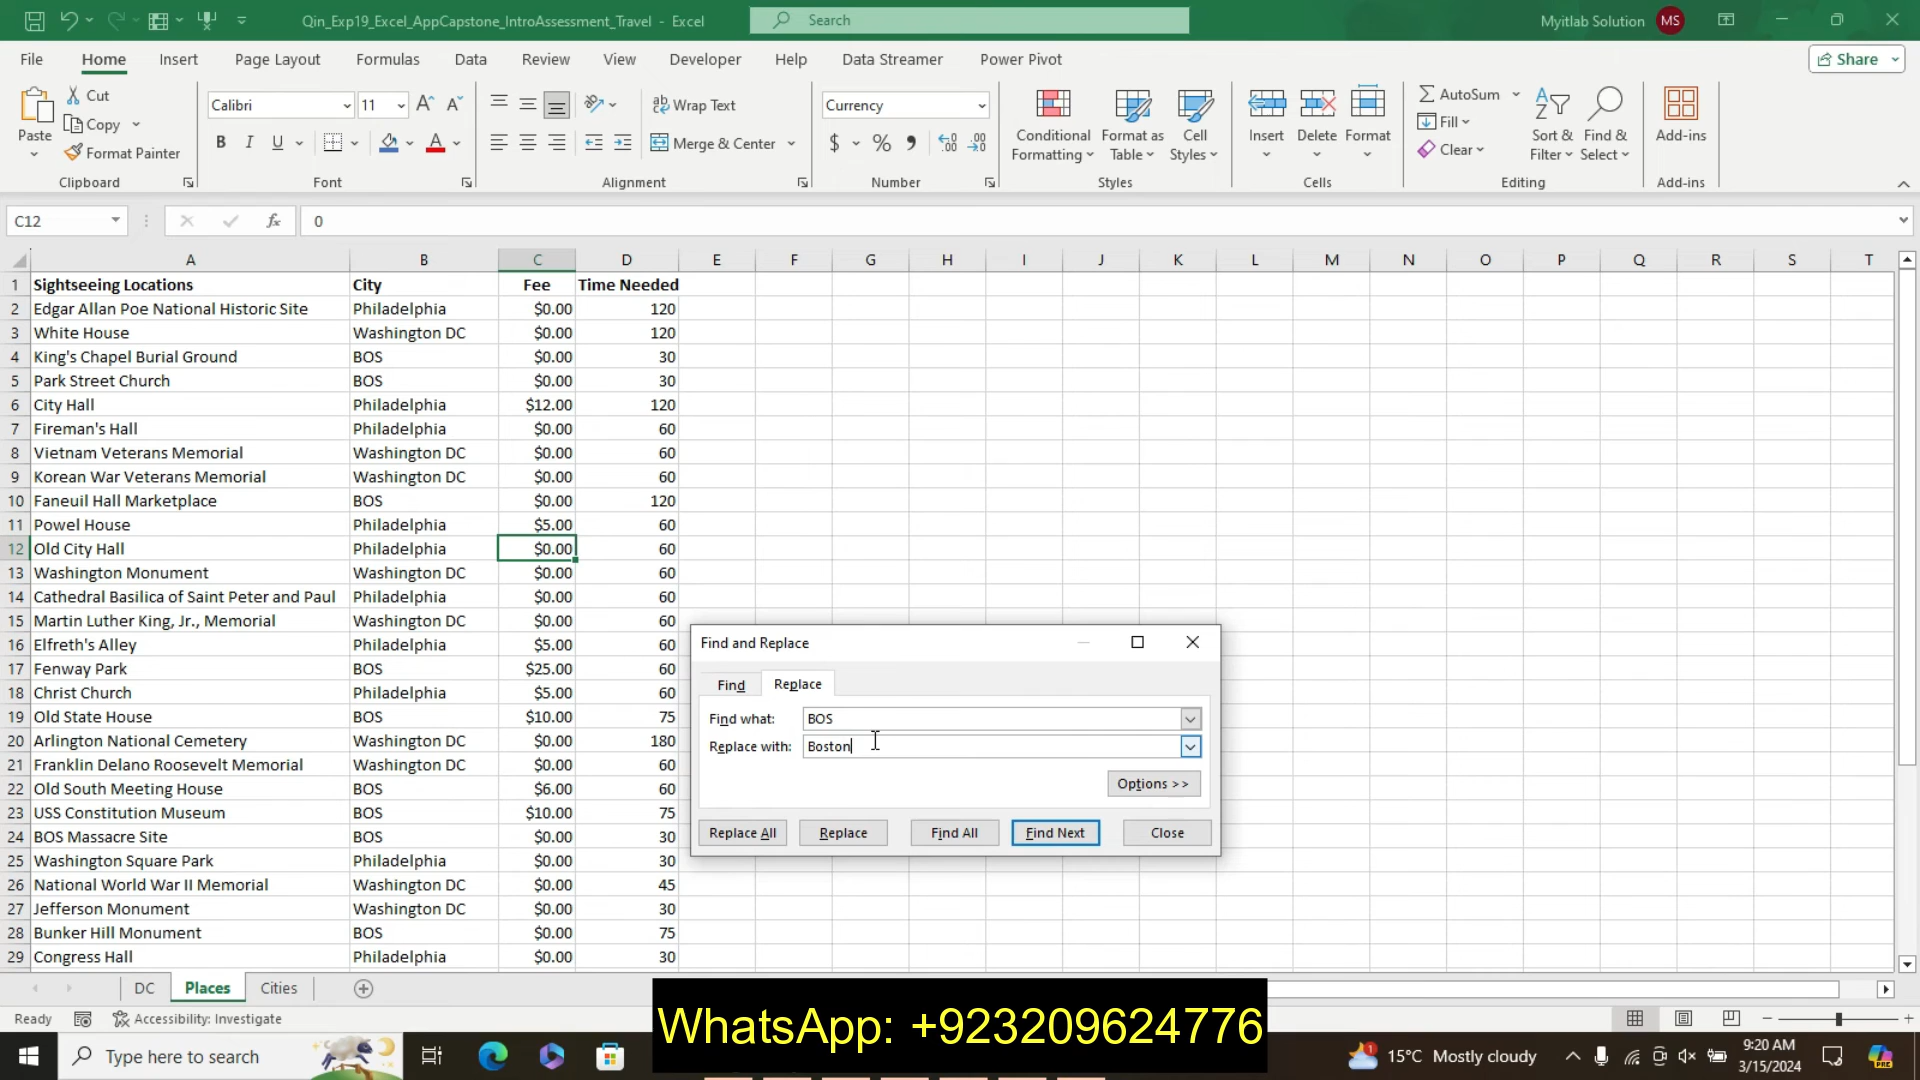 Qin_Exp19_Excel_AppCapstone_IntroAssessment_Travel - Excel
Search
Myitlab Solution MS
File Home Insert Page Layout Formulas Data Review View Developer Help Data Streamer Power Pivot Share
Paste
Cut
Copy
Format Painter
Clipboard
Calibri 11 A A
B I U A
Font
ab Wrap Text
Merge & Center
Alignment
Currency
$ % ,
Number
Conditional Formatting
Format as Table
Cell Styles
Styles
Insert Delete Format
Cells
AutoSum
Fill
Clear
Sort & Filter
Find & Select
Editing
Add-ins
Add-ins
C12 fx 0
A B C D E F G H I J K L M N O P Q R S T
1 Sightseeing Locations City Fee Time Needed
2 Edgar Allan Poe National Historic Site Philadelphia $0.00 120
3 White House Washington DC $0.00 120
4 King's Chapel Burial Ground BOS $0.00 30
5 Park Street Church BOS $0.00 30
6 City Hall Philadelphia $12.00 120
7 Fireman's Hall Philadelphia $0.00 60
8 Vietnam Veterans Memorial Washington DC $0.00 60
9 Korean War Veterans Memorial Washington DC $0.00 60
10 Faneuil Hall Marketplace BOS $0.00 120
11 Powel House Philadelphia $5.00 60
12 Old City Hall Philadelphia $0.00 60
13 Washington Monument Washington DC $0.00 60
14 Cathedral Basilica of Saint Peter and Paul Philadelphia $0.00 60
15 Martin Luther King, Jr., Memorial Washington DC $0.00 60
16 Elfreth's Alley Philadelphia $5.00 60
17 Fenway Park BOS $25.00 60
18 Christ Church Philadelphia $5.00 60
19 Old State House BOS $10.00 75
20 Arlington National Cemetery Washington DC $0.00 180
21 Franklin Delano Roosevelt Memorial Washington DC $0.00 60
22 Old South Meeting House BOS $6.00 60
23 USS Constitution Museum BOS $10.00 75
24 BOS Massacre Site BOS $0.00 30
25 Washington Square Park Philadelphia $0.00 30
26 National World War II Memorial Washington DC $0.00 45
27 Jefferson Monument Washington DC $0.00 30
28 Bunker Hill Monument BOS $0.00 75
29 Congress Hall Philadelphia $0.00 30
Find and Replace
Find Replace
Find what: BOS
Replace with: Boston
Options >>
Replace All Replace Find All Find Next Close
DC Places Cities
Ready Accessibility: Investigate
WhatsApp: +923209624776
Type here to search
15°C Mostly cloudy
9:20 AM
3/15/2024